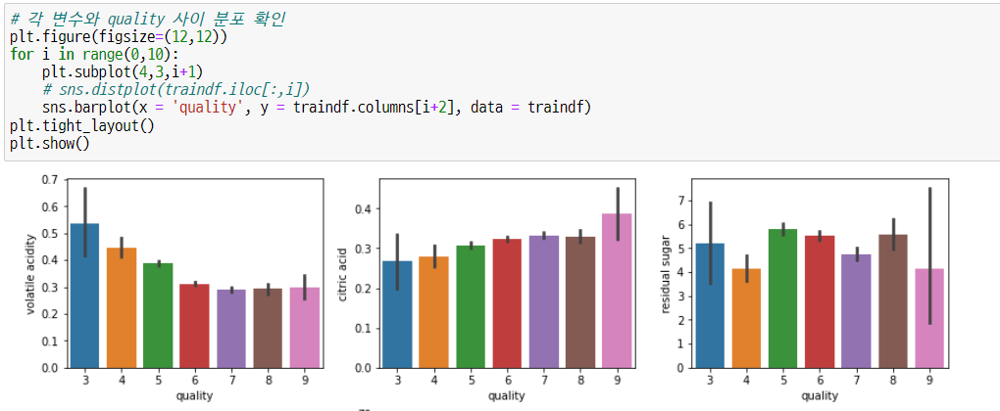 # 각 변수와 quality 사이 분포 확인
plt.figure(figsize=(12,12))
for i in range(0,10):
    plt.subplot(4,3,i+1)
    # sns.distplot(traindf.iloc[:,i])
    sns.barplot(x = 'quality', y = traindf.columns[i+2], data = traindf)
plt.tight_layout()
plt.show()
volatile acidity
0.7
0.6
0.5
0.4
0.3
0.2
0.1
0.0
3 4 5 6 7 8 9
quality
citric acid
0.4
0.3
0.2
0.1
0.0
3 4 5 6 7 8 9
quality
residual sugar
7
6
5
4
3
2
1
0
3 4 5 6 7 8 9
quality